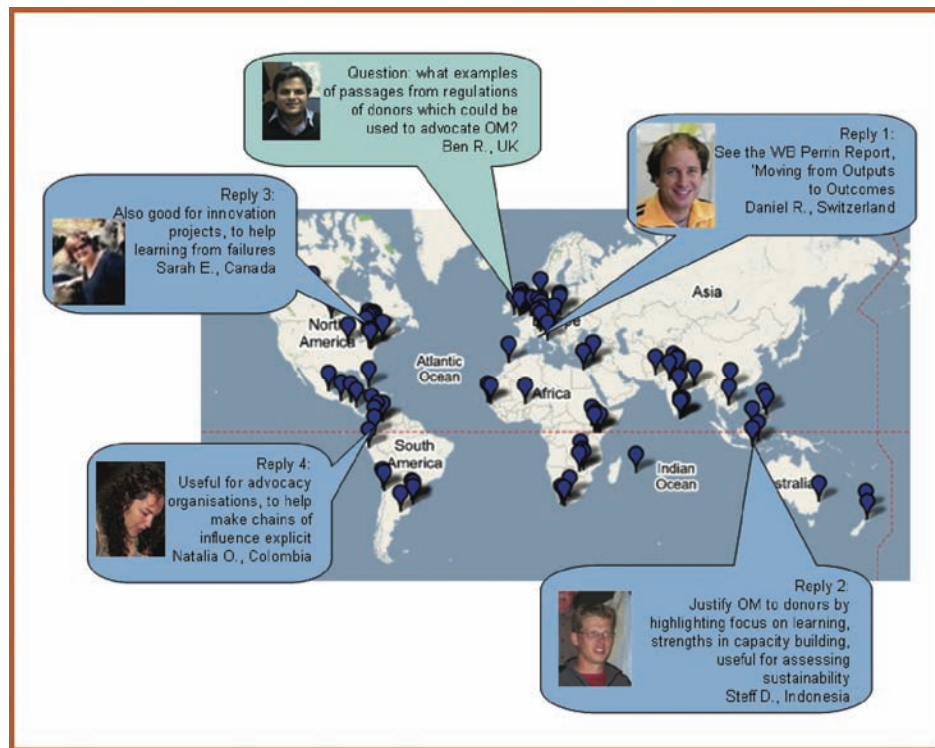 Question: what examples
of passages from regulations
of donors which could be
used to advocate OM?
Ben R., UK
Reply 1:
See the WB Perrin Report,
'Moving from Outputs
to Outcomes
Daniel R., Switzerland
Reply 3:
Also good for innovation
projects, to help
learning from failures
Sarah E., Canada
Asia
North
America
Atlantic
Ocean
Africa
South
America
Indian
Ocean
Reply 4:
Useful for advocacy
organisations, to help
make chains of
influence explicit
Natalia O., Colombia
Reply 2:
Justify OM to donors by
highlighting focus on learning,
strengths in capacity building,
useful for assessing
sustainability
Steff D., Indonesia